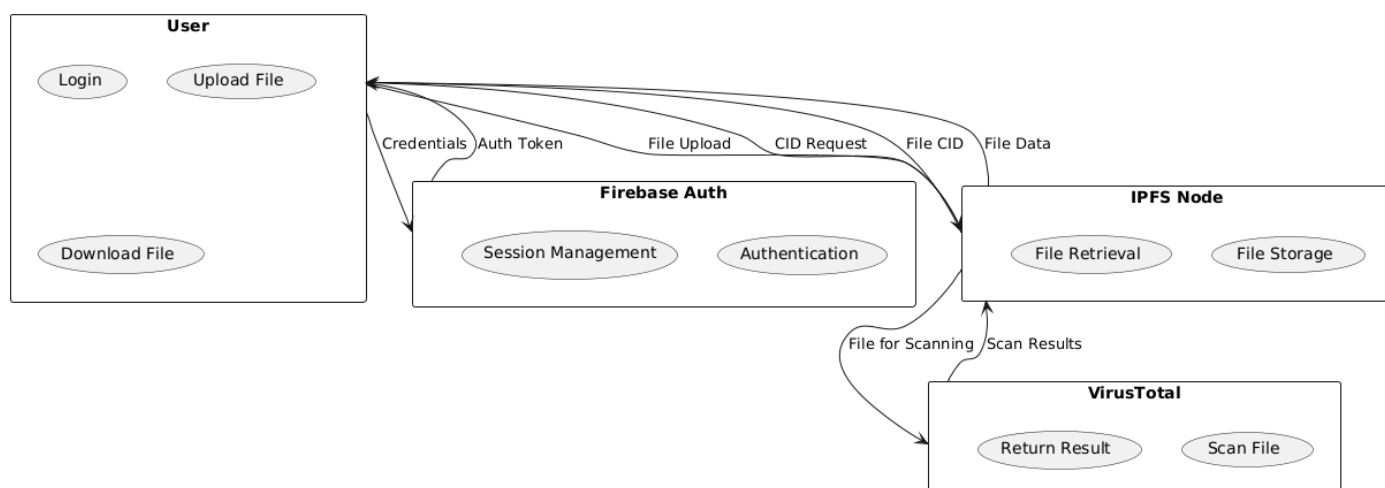 User
Login
Upload File
Download File
Credentials
Auth Token
File Upload
CID Request
File CID
File Data
Firebase Auth
Session Management
Authentication
IPFS Node
File Retrieval
File Storage
File for Scanning
Scan Results
VirusTotal
Return Result
Scan File